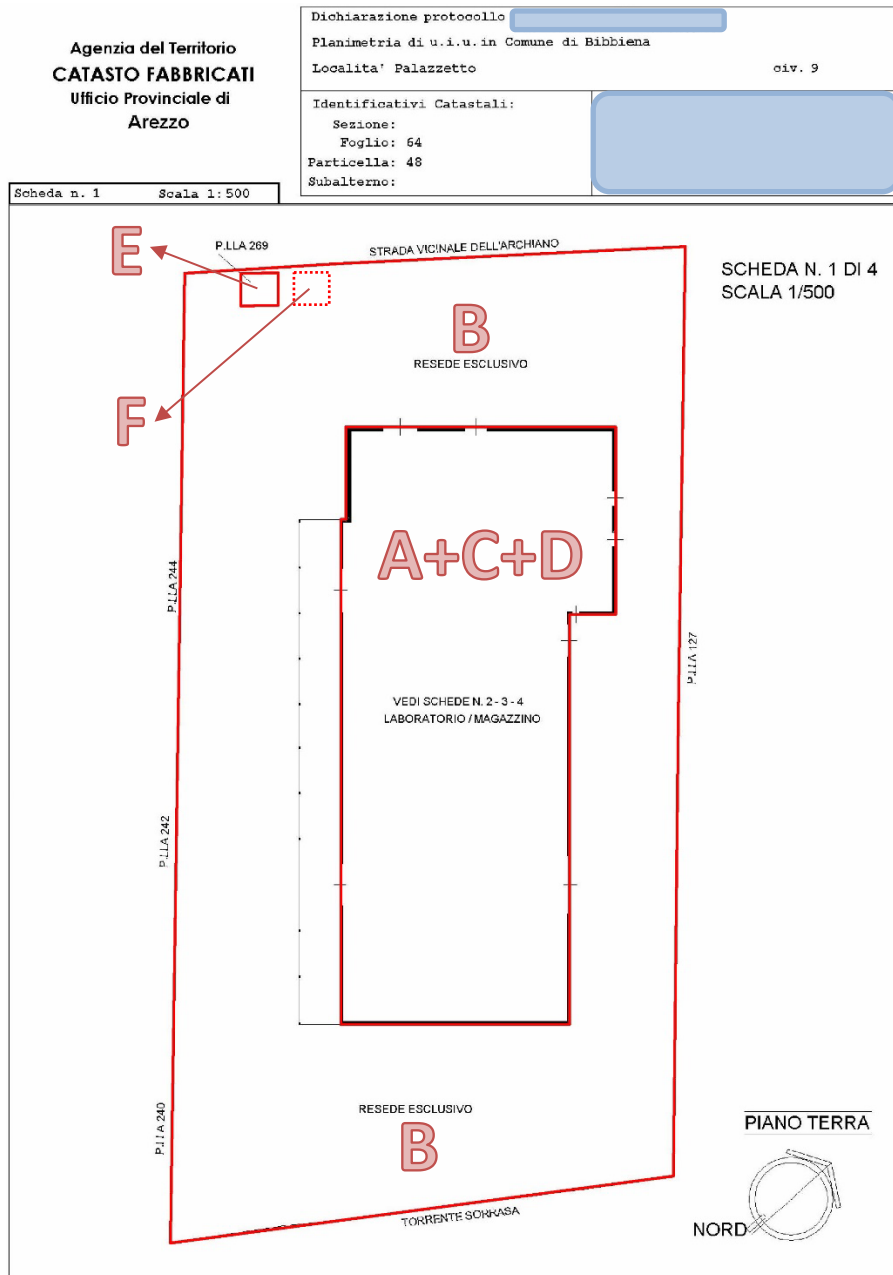 Agenzia del Territorio
CATASTO FABBRICATI
Ufficio Provinciale di
Arezzo
Dichiarazione protocollo
Planimetria di u.i.u. in Comune di Bibbiena
Localita' Palazzetto civ. 9
Identificativi Catastali:
Sezione:
Foglio: 64
Particella: 48
Subalterno:
Scheda n. 1 Scala 1:500
E
P.LLA 269
STRADA VICINALE DELL'ARCHIANO
SCHEDA N. 1 DI 4
SCALA 1/500
B
RESEDE ESCLUSIVO
F
A+C+D
P.LLA 244
P.LLA 127
VEDI SCHEDE N. 2 - 3 - 4
LABORATORIO / MAGAZZINO
P.LLA 242
RESEDE ESCLUSIVO
B
P.LLA 240
PIANO TERRA
TORRENTE SORRASA
NORD